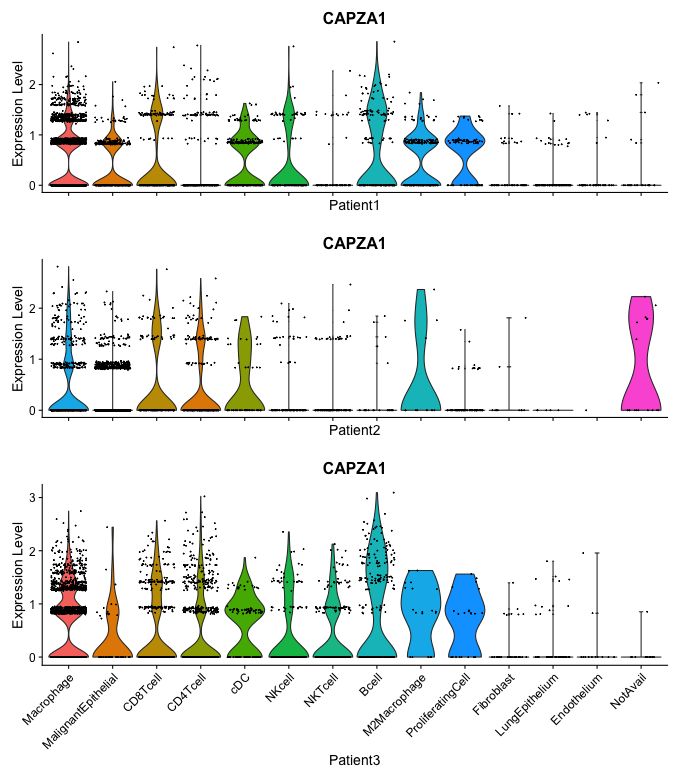 CAPZA1
Expression Level
2
1
0
Patient1
CAPZA1
Expression Level
2
1
0
Patient2
CAPZA1
Expression Level
3
2
1
0
Macrophage
MalignantEpithelial
CD8Tcell
CD4Tcell
cDC
NKcell
NKTcell
Bcell
M2Macrophage
ProliferatingCell
Fibroblast
LungEpithelium
Endothelium
NotAvail
Patient3